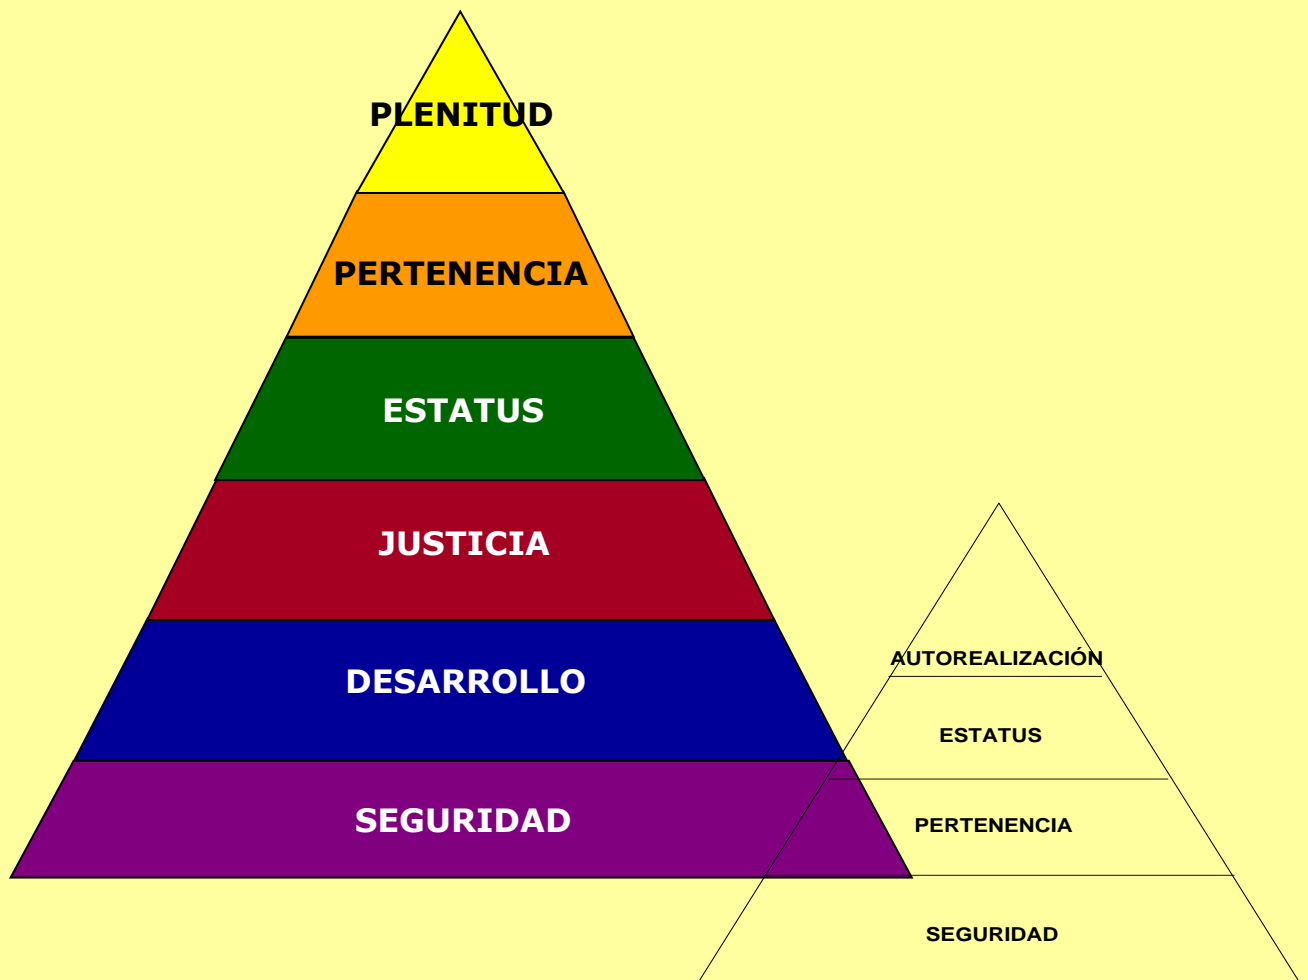 PLENITUD
PERTENENCIA
ESTATUS
JUSTICIA
DESARROLLO
SEGURIDAD
AUTOREALIZACIÓN
ESTATUS
PERTENENCIA
SEGURIDAD